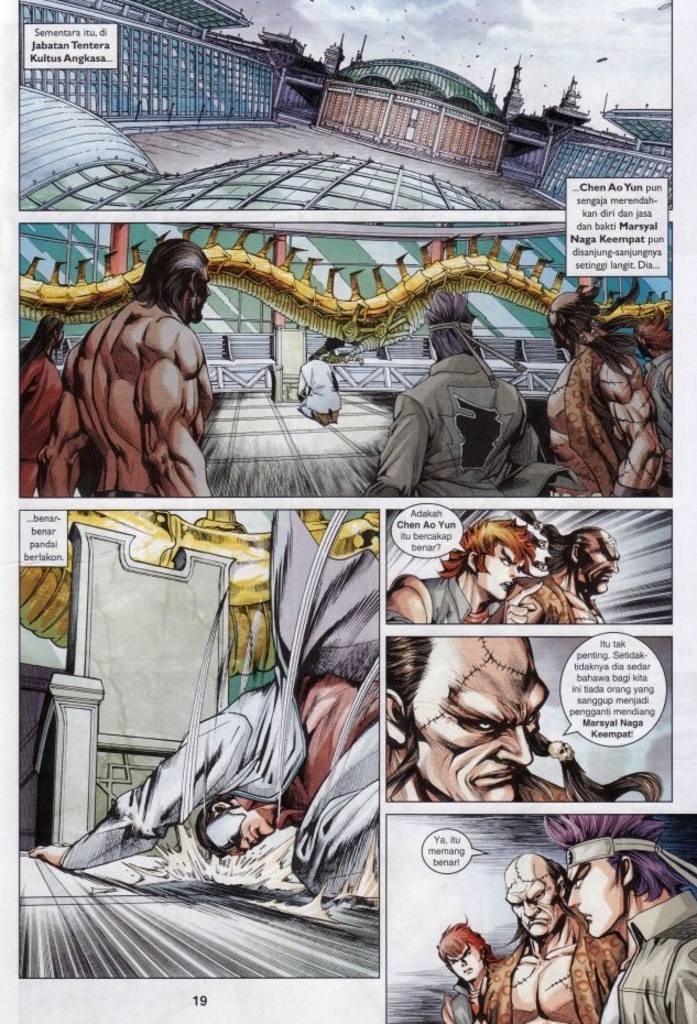 Sementara itu, di
Jabatan Tentera
Kultus Angkasa...
...Chen Ao Yun pun
sengaja merendah-
kan diri dan jasa
dan bakti Marsyal
Naga Keempat pun
disanjung-sanjungnya
setinggi langit. Dia...
...benar-
benar
pandai
berlakon.
Adakah
Chen Ao Yun
itu bercakap
benar?
Itu tak
penting. Setidak-
tidaknya dia sedar
bahawa bagi kita
ini tiada orang yang
sanggup menjadi
pengganti mendiang
Marsyal Naga
Keempat!
Ya, itu
memang
benar!
19